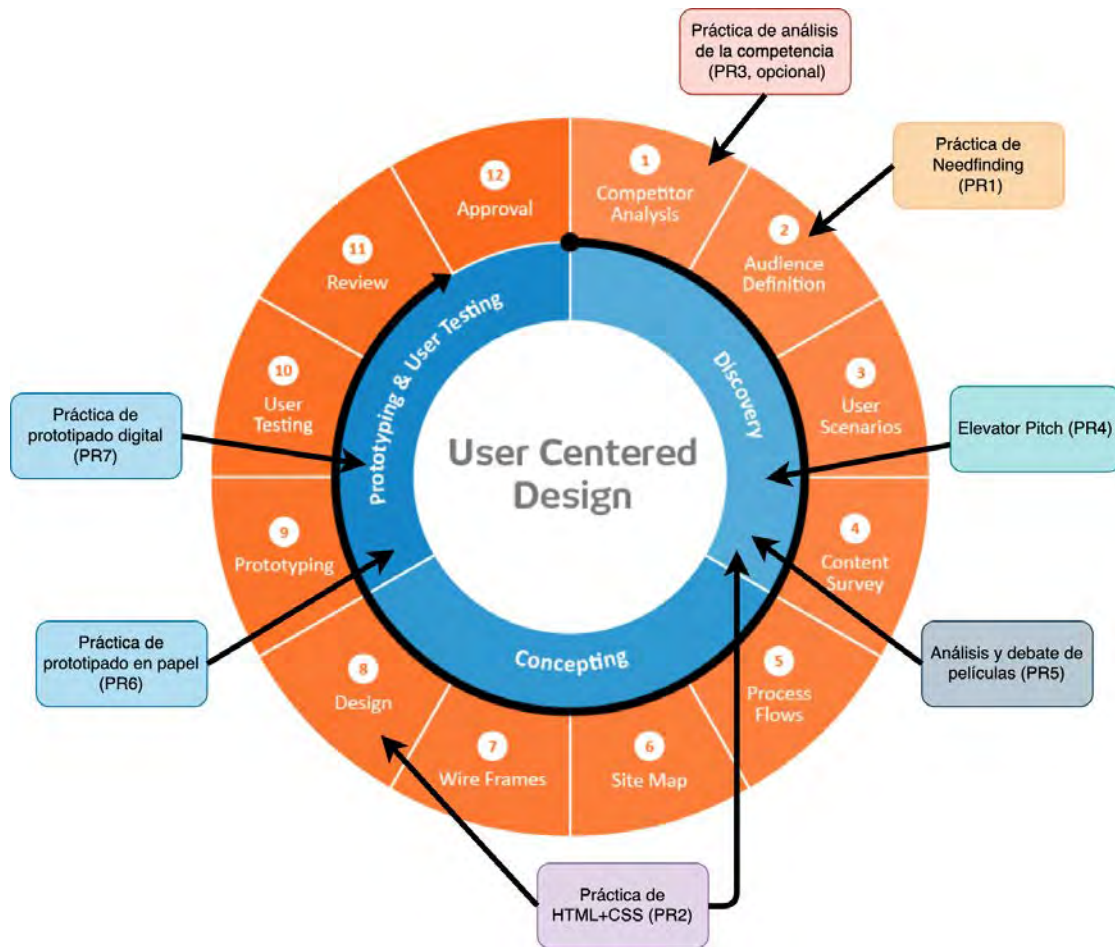 Práctica de análisis
de la competencia
(PR3, opcional)
Práctica de
Needfinding
(PR1)
1
Competitor
Analysis
2
Audience
Definition
3
User
Scenarios
4
Content
Survey
5
Process
Flows
6
Site Map
7
Wire Frames
8
Design
9
Prototyping
10
User
Testing
11
Review
12
Approval
Discovery
Concepting
Prototyping & User Testing
User Centered
Design
Elevator Pitch (PR4)
Análisis y debate de
películas (PR5)
Práctica de
HTML+CSS (PR2)
Práctica de
prototipado en papel
(PR6)
Práctica de
prototipado digital
(PR7)